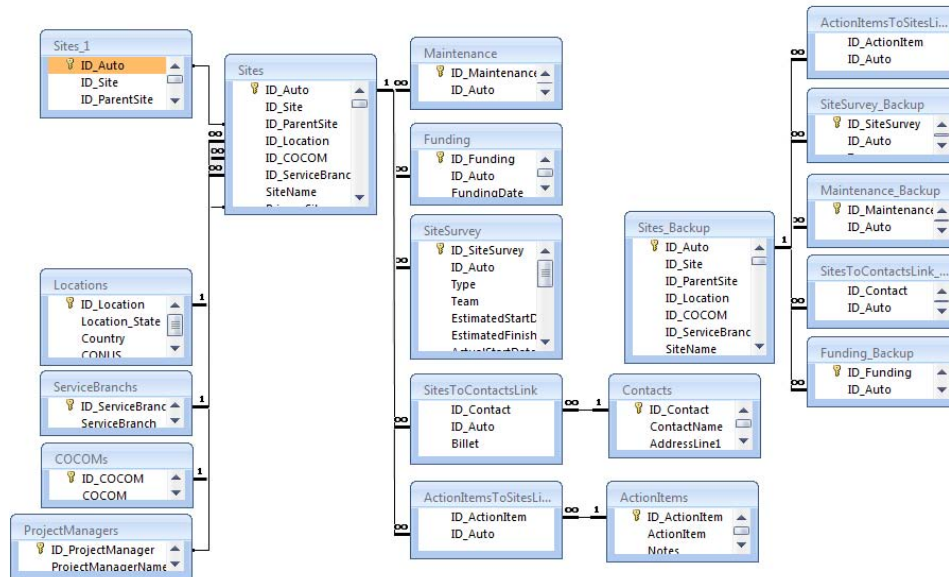 Sites_1
ID_Auto
ID_Site
ID_ParentSite
Sites
ID_Auto
ID_Site
ID_ParentSite
ID_Location
ID_COCOM
ID_ServiceBranc
SiteName
Locations
ID_Location
Location_State
Country
CONUS
ServiceBranchs
ID_ServiceBranc
ServiceBranch
COCOMs
ID_COCOM
COCOM
ProjectManagers
ID_ProjectManager
ProjectManagerName
1
1
1
∞
∞
∞
1
Maintenance
ID_Maintenance
ID_Auto
∞
Funding
ID_Funding
ID_Auto
FundingDate
∞
SiteSurvey
ID_SiteSurvey
ID_Auto
Type
Team
EstimatedStartD
EstimatedFinish
ActualStartDate
∞
SitesToContactsLink
ID_Contact
ID_Auto
Billet
∞
∞ 1
Contacts
ID_Contact
ContactName
AddressLine1
ActionItemsToSitesLi...
ID_ActionItem
ID_Auto
∞
∞ 1
ActionItems
ID_ActionItem
ActionItem
Notes
Sites_Backup
ID_Auto
ID_Site
ID_ParentSite
ID_Location
ID_COCOM
ID_ServiceBranc
SiteName
1
ActionItemsToSitesLi...
ID_ActionItem
ID_Auto
∞
SiteSurvey_Backup
ID_SiteSurvey
ID_Auto
∞
Maintenance_Backup
ID_Maintenance
ID_Auto
∞
SitesToContactsLink_...
ID_Contact
ID_Auto
∞
Funding_Backup
ID_Funding
ID_Auto
∞